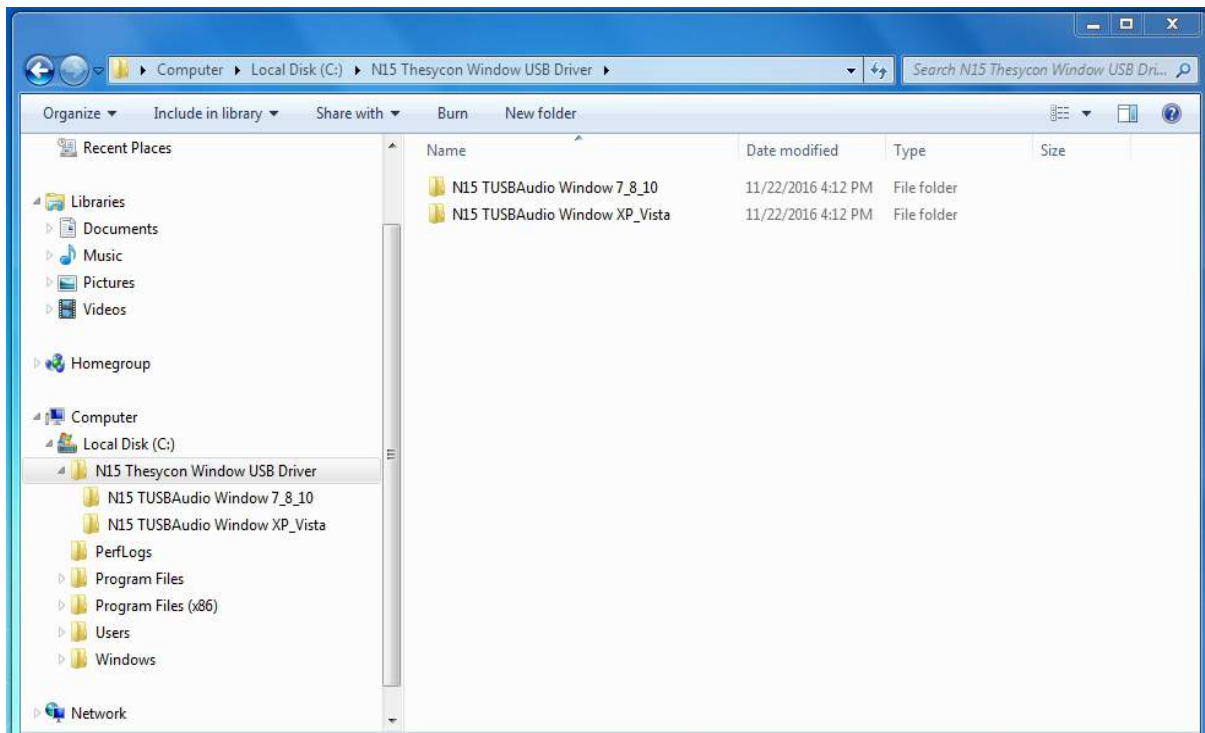 Computer Local Disk (C:) N15 Thesycon Window USB Driver
Search N15 Thesycon Window USB Dri...
Organize Include in library Share with Burn New folder
Recent Places
Libraries
Documents
Music
Pictures
Videos
Homegroup
Computer
Local Disk (C:)
N15 Thesycon Window USB Driver
N15 TUSBAudio Window 7_8_10
N15 TUSBAudio Window XP_Vista
PerfLogs
Program Files
Program Files (x86)
Users
Windows
Network
Name Date modified Type Size
N15 TUSBAudio Window 7_8_10 11/22/2016 4:12 PM File folder
N15 TUSBAudio Window XP_Vista 11/22/2016 4:12 PM File folder